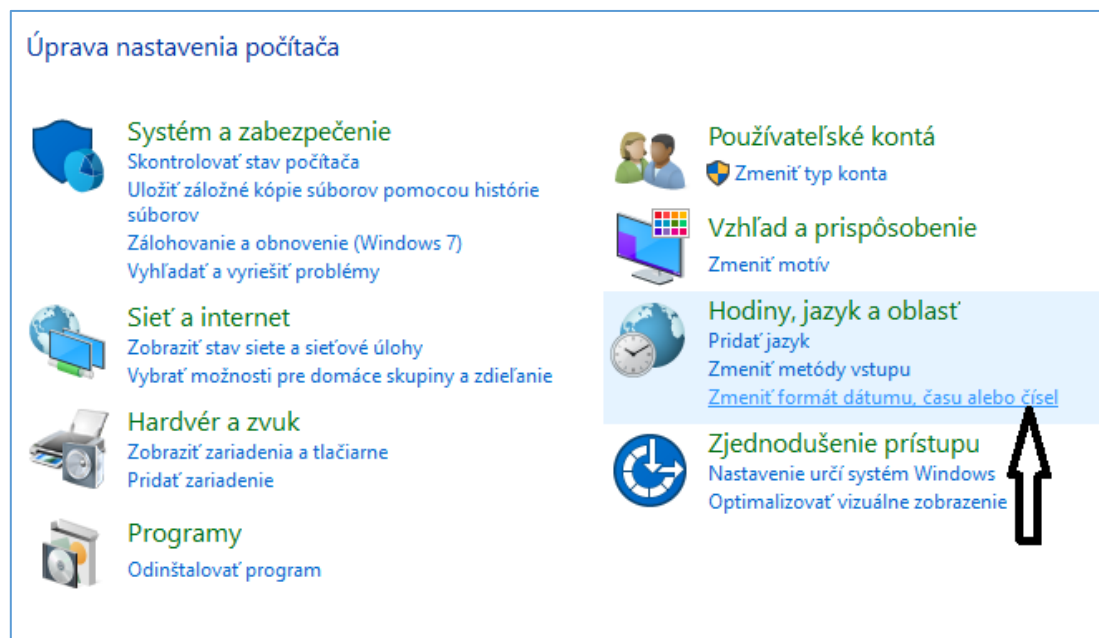 Úprava nastavenia počítača
Systém a zabezpečenie
Skontrolovať stav počítača
Uložiť záložné kópie súborov pomocou histórie
súborov
Zálohovanie a obnovenie (Windows 7)
Vyhľadať a vyriešiť problémy
Sieť a internet
Zobraziť stav siete a sieťové úlohy
Vybrať možnosti pre domáce skupiny a zdieľanie
Hardvér a zvuk
Zobraziť zariadenia a tlačiarne
Pridať zariadenie
Programy
Odinštalovať program
Používateľské kontá
Zmeniť typ konta
Vzhľad a prispôsobenie
Zmeniť motív
Hodiny, jazyk a oblasť
Pridať jazyk
Zmeniť metódy vstupu
Zmeniť formát dátumu, času alebo čísel
Zjednodušenie prístupu
Nastavenie určí systém Windows
Optimalizovať vizuálne zobrazenie